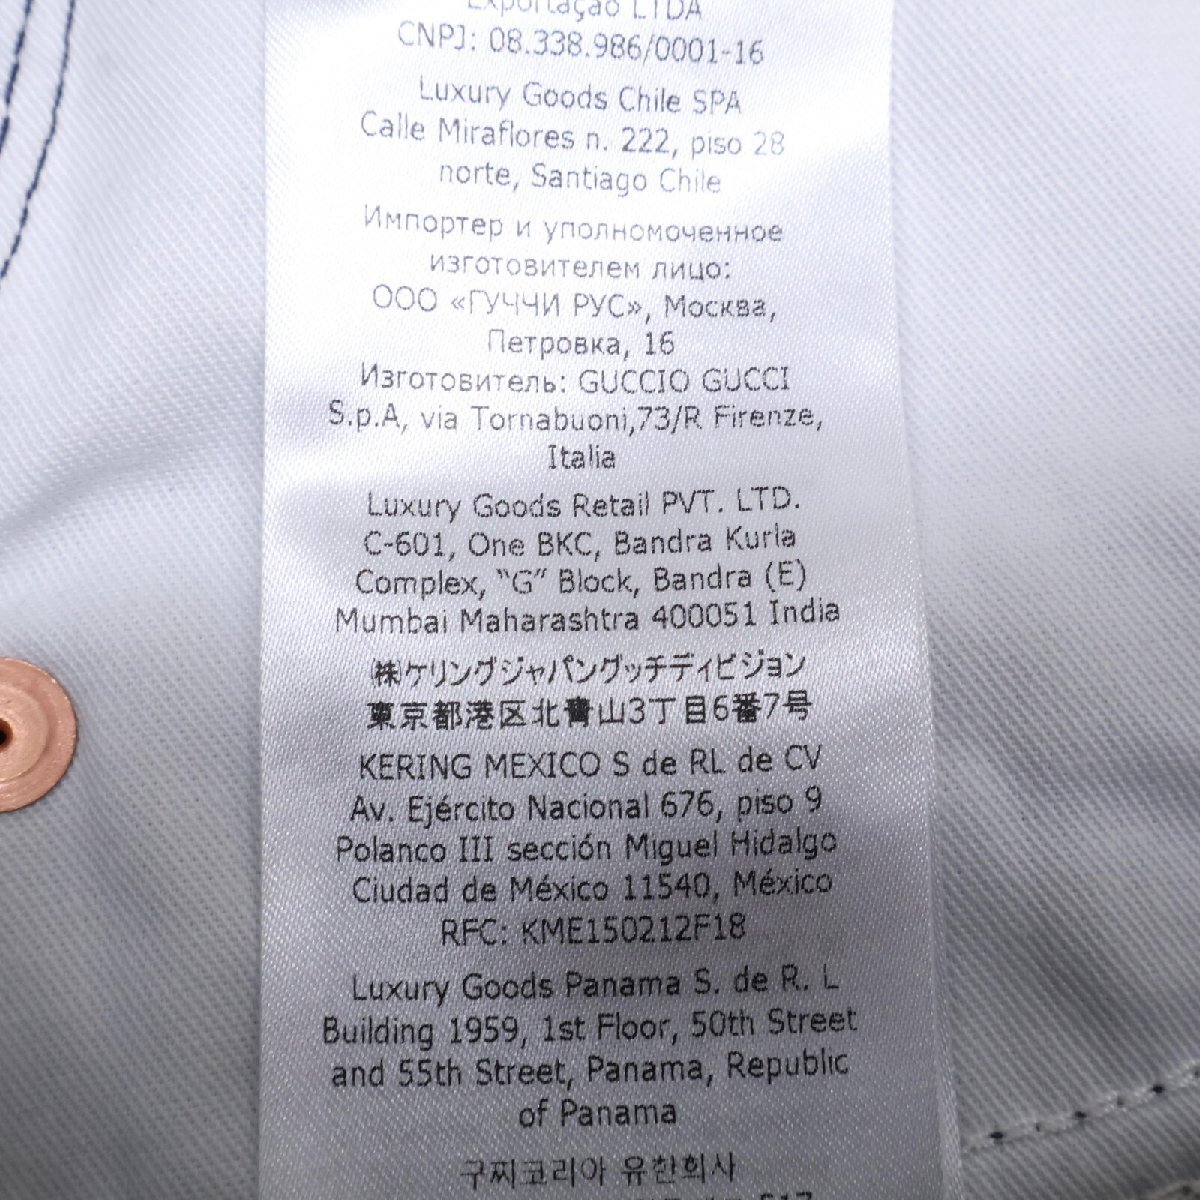 Exportação LTDA
CNPJ: 08.338.986/0001-16
Luxury Goods Chile SPA
Calle Miraflores n. 222, piso 28
norte, Santiago Chile
Импортер и уполномоченное
изготовителем лицо:
ООО «ГУЧЧИ РУС», Москва,
Петровка, 16
Изготовитель: GUCCIO GUCCI
S.p.A, via Tornabuoni,73/R Firenze,
Italia
Luxury Goods Retail PVT. LTD.
C-601, One BKC, Bandra Kurla
Complex, “G” Block, Bandra (E)
Mumbai Maharashtra 400051 India
㈱ケリングジャパングッチディビジョン
東京都港区北青山3丁目6番7号
KERING MEXICO S de RL de CV
Av. Ejército Nacional 676, piso 9
Polanco III sección Miguel Hidalgo
Ciudad de México 11540, México
RFC: KME150212F18
Luxury Goods Panama S. de R. L
Building 1959, 1st Floor, 50th Street
and 55th Street, Panama, Republic
of Panama
구찌코리아 유한회사